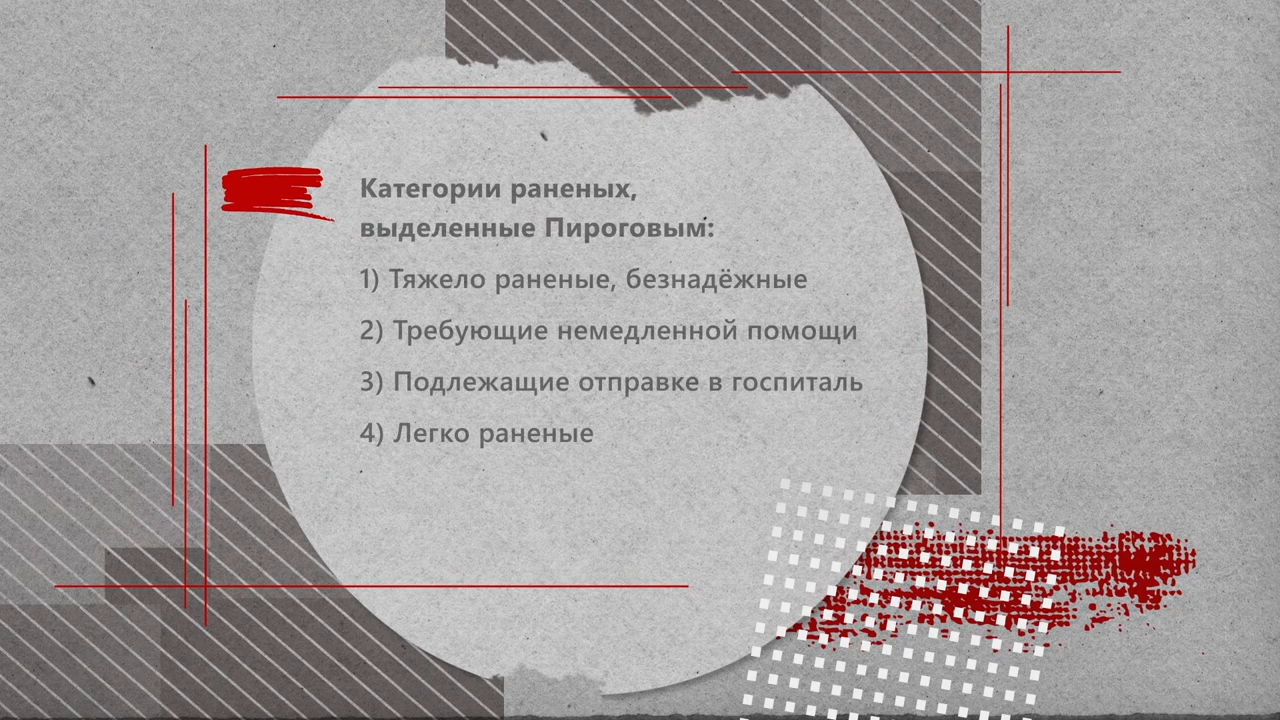 Категории раненых,
выделенные Пироговым:
1) Тяжело раненые, безнадёжные
2) Требующие немедленной помощи
3) Подлежащие отправке в госпиталь
4) Легко раненые